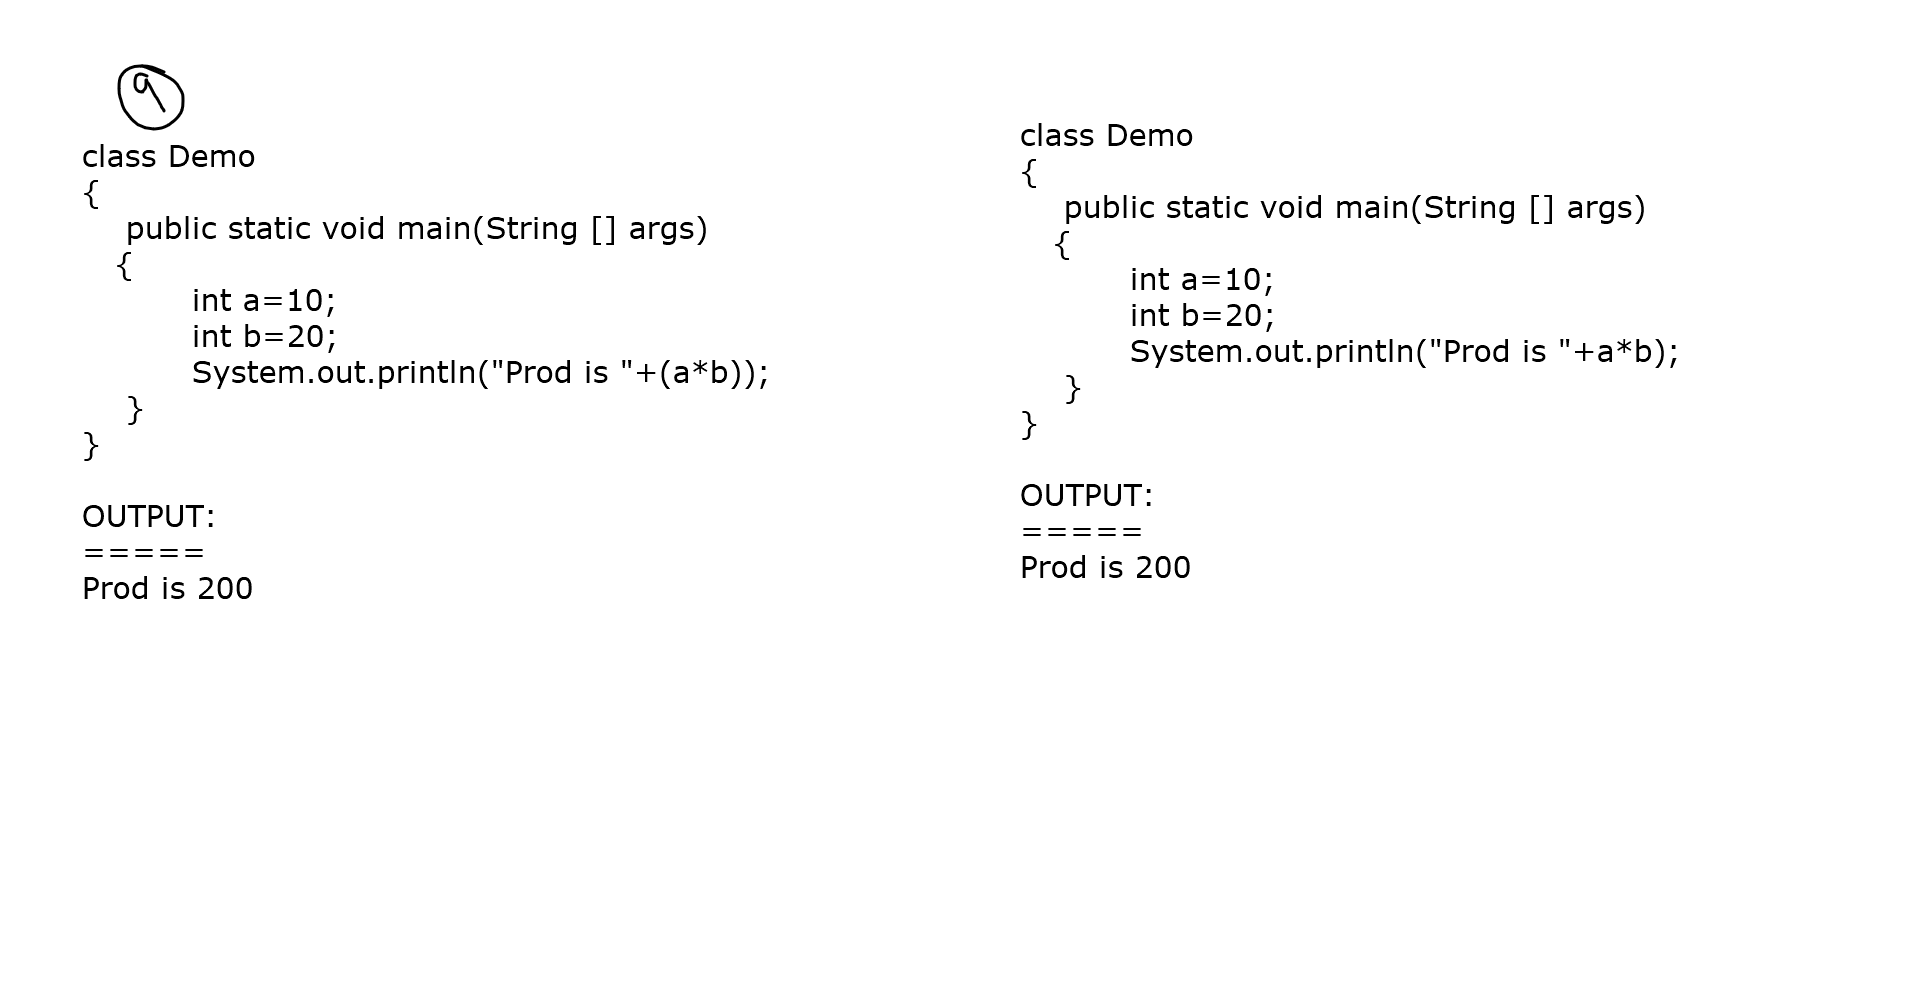 class Demo
{
public static void main(String [] args)
{
int a=10;
int b=20;
System.out.println("Prod is "+(a*b));
}
}
OUTPUT:
=====
Prod is 200
class Demo
{
public static void main(String [] args)
{
int a=10;
int b=20;
System.out.println("Prod is "+a*b);
}
}
OUTPUT:
=====
Prod is 200